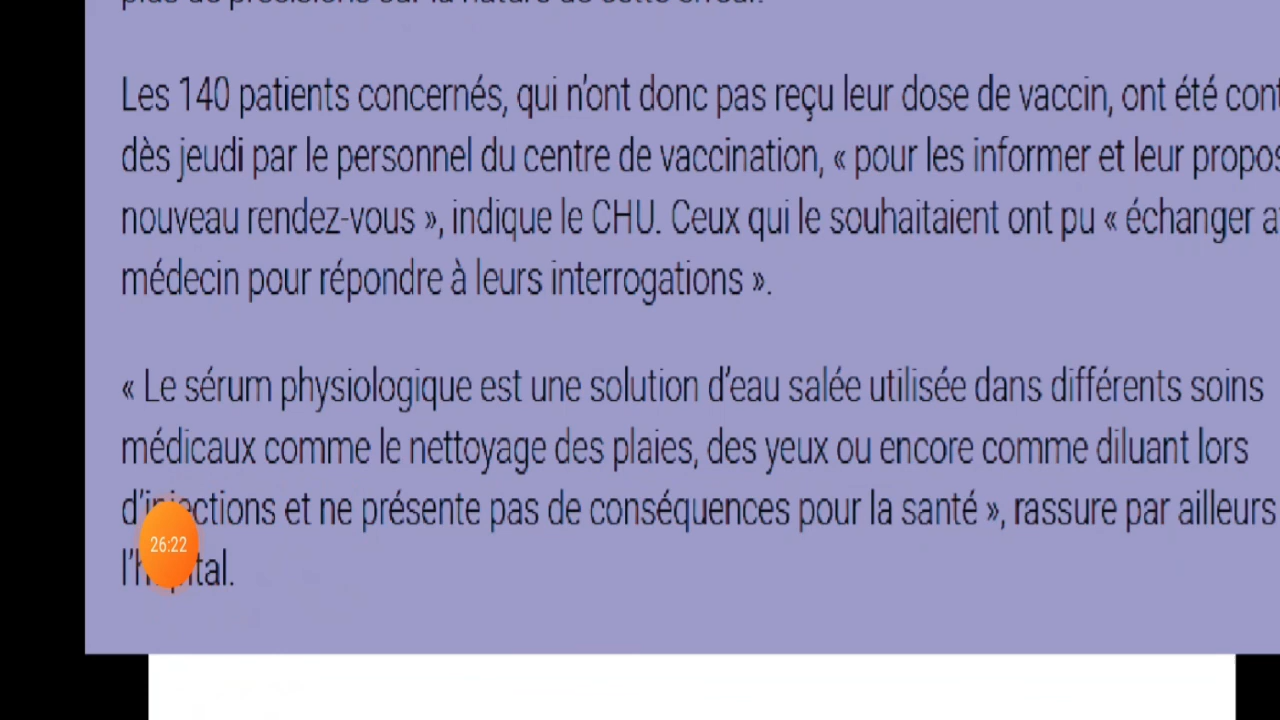 Les 140 patients concernés, qui n'ont donc pas reçu leur dose de vaccin, ont été
dès jeudi par le personnel du centre de vaccination, « pour les informer et leur
nouveau rendez-vous », indique le CHU. Ceux qui le souhaitaient ont pu « échanger
médecin pour répondre à leurs interrogations ».
« Le sérum physiologique est une solution d'eau salée utilisée dans différents soins
médicaux comme le nettoyage des plaies, des yeux ou encore comme diluant lors
d'injections et ne présente pas de conséquences pour la santé », rassure par ailleurs
l'hôpital.
26:22